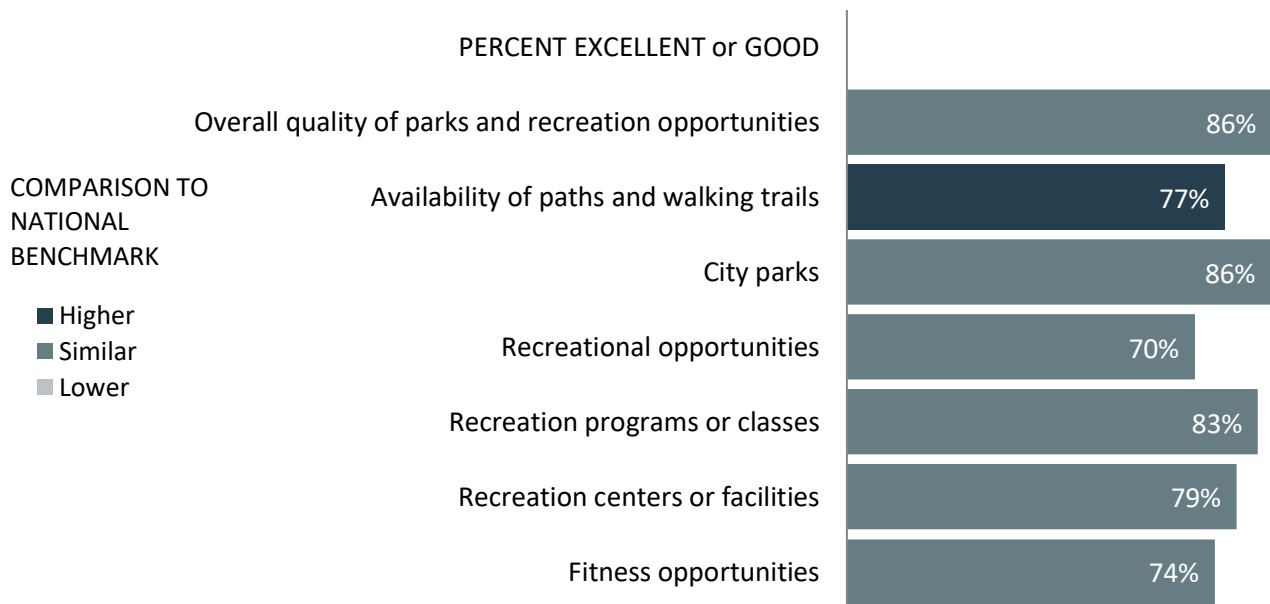 PERCENT EXCELLENT or GOOD
Overall quality of parks and recreation opportunities
86%
COMPARISON TO
NATIONAL
BENCHMARK
Higher
Similar
Lower
Availability of paths and walking trails
77%
City parks
86%
Recreational opportunities
70%
Recreation programs or classes
83%
Recreation centers or facilities
79%
Fitness opportunities
74%